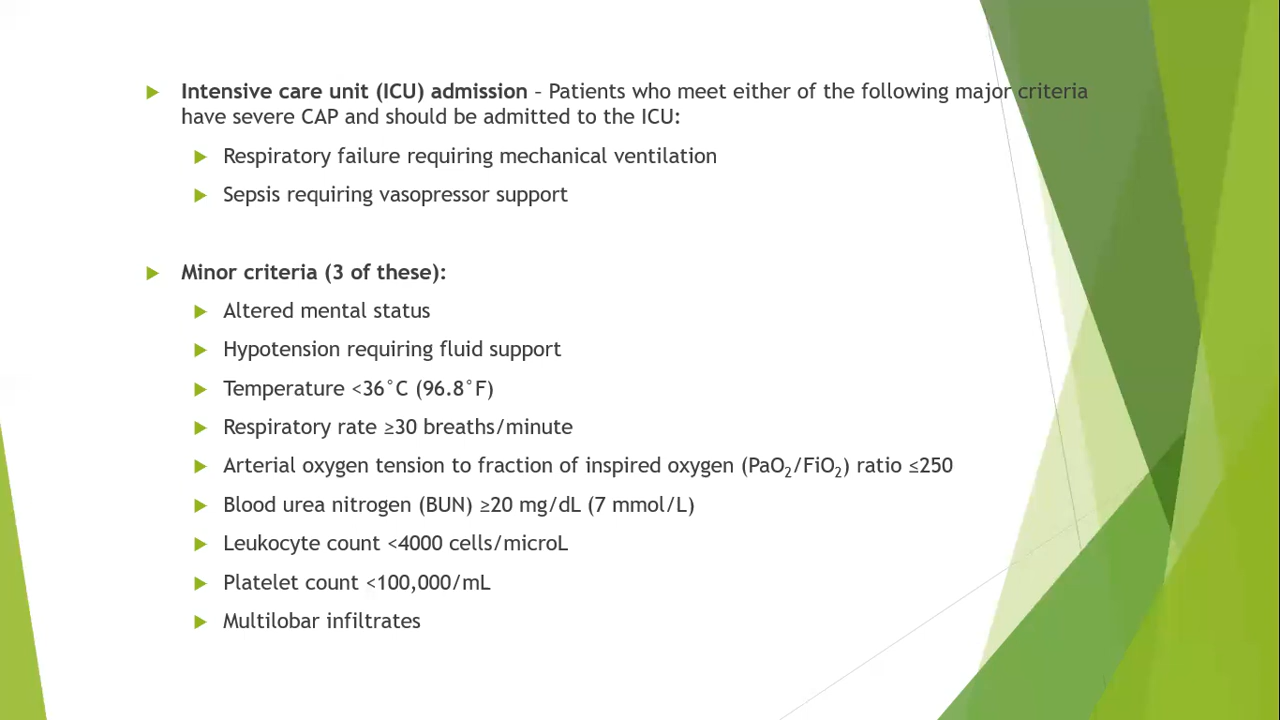 Intensive care unit (ICU) admission – Patients who meet either of the following major criteria
have severe CAP and should be admitted to the ICU:
Respiratory failure requiring mechanical ventilation
Sepsis requiring vasopressor support
Minor criteria (3 of these):
Altered mental status
Hypotension requiring fluid support
Temperature <36°C (96.8°F)
Respiratory rate ≥30 breaths/minute
Arterial oxygen tension to fraction of inspired oxygen (PaO₂/FiO₂) ratio ≤250
Blood urea nitrogen (BUN) ≥20 mg/dL (7 mmol/L)
Leukocyte count <4000 cells/microL
Platelet count <100,000/mL
Multilobar infiltrates